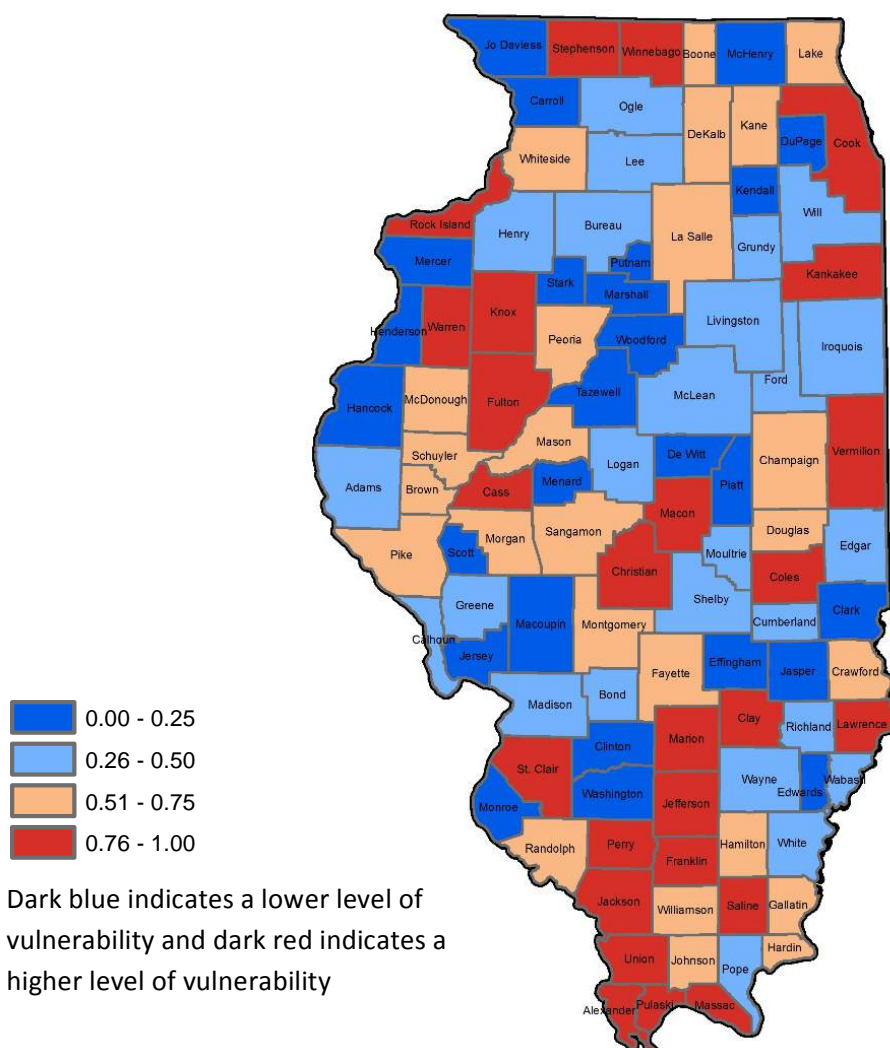 Jo Daviess
Stephenson
Winnebago
Boone
McHenry
Lake
Carroll
Ogle
DeKalb
Kane
DuPage
Cook
Whiteside
Lee
Kendall
Will
Rock Island
Henry
Bureau
La Salle
Grundy
Mercer
Putnam
Kankakee
Stark
Marshall
Henderson
Warren
Knox
Peoria
Woodford
Livingston
Iroquois
Hancock
McDonough
Fulton
Tazewell
McLean
Ford
Mason
Schuyler
Logan
De Witt
Champaign
Vermilion
Adams
Brown
Cass
Menard
Piatt
Macon
Pike
Scott
Morgan
Sangamon
Moultrie
Douglas
Edgar
Christian
Coles
Greene
Shelby
Clark
Calhoun
Macoupin
Montgomery
Cumberland
Jersey
Fayette
Effingham
Jasper
Crawford
Madison
Bond
Clay
Richland
Lawrence
Clinton
Marion
St. Clair
Wayne
Wabash
Monroe
Washington
Jefferson
Edwards
Randolph
Perry
Hamilton
White
Franklin
Jackson
Williamson
Saline
Gallatin
Union
Johnson
Pope
Hardin
Alexander
Pulaski
Massac
0.00 - 0.25
0.26 - 0.50
0.51 - 0.75
0.76 - 1.00
Dark blue indicates a lower level of
vulnerability and dark red indicates a
higher level of vulnerability